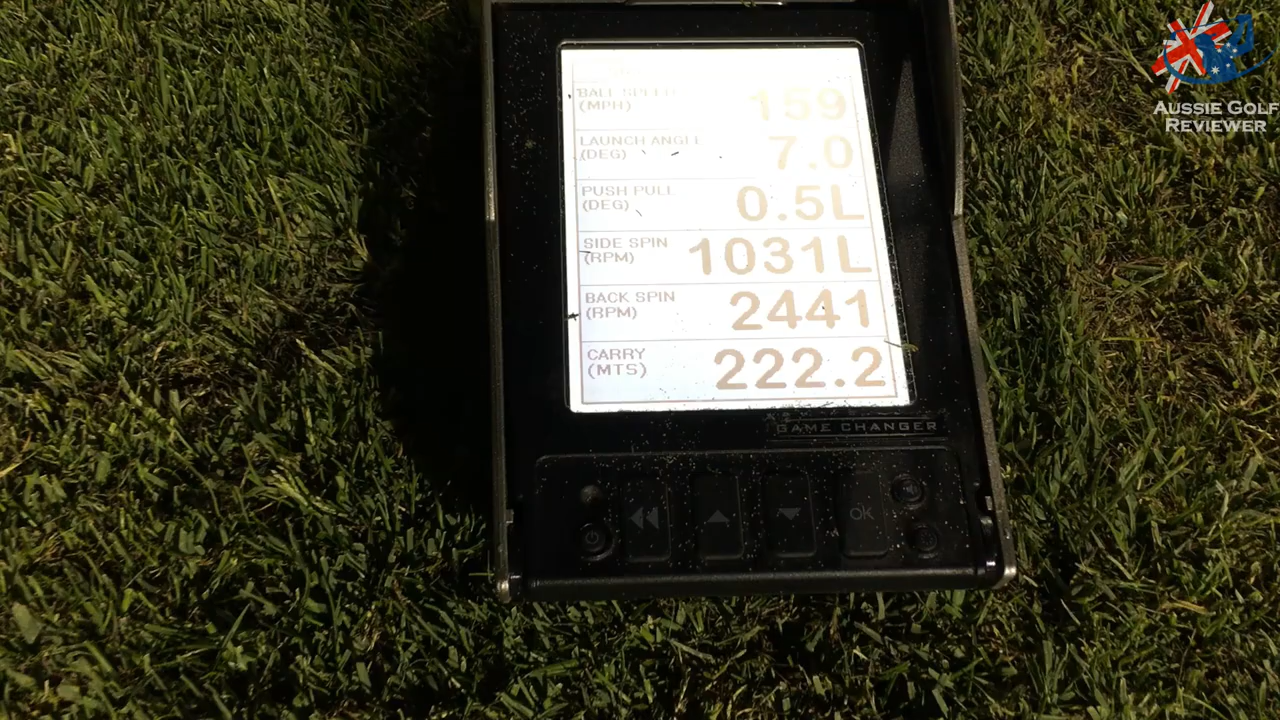 BALL SPEED 159
(MPH)
LAUNCH ANGLE 7.0
(DEG)
PUSH PULL 0.5L
(DEG)
SIDE SPIN 1031L
(RPM)
BACK SPIN 2441
(RPM)
CARRY 222.2
(MTS)
GAME CHANGER
OK
AUSSIE GOLF
REVIEWER